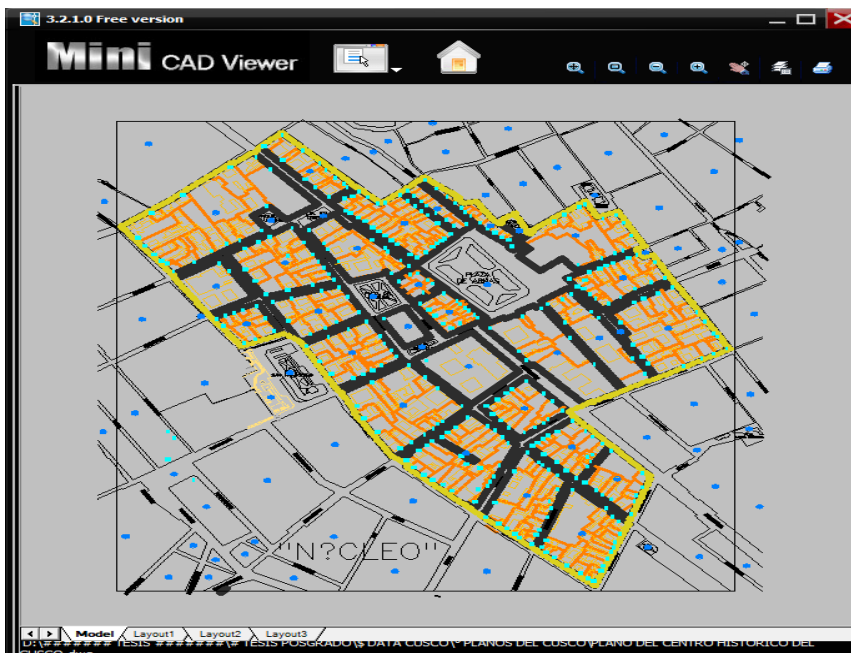 3.2.1.0 Free version
Mini CAD Viewer
PLAZA
DE ARMAS
"N?CLEO"
Model Layout1 Layout2 Layout3
D:\####### TESIS #######\# TESIS POSGRADO\$ DATA CUSCO\* PLANOS DEL CUSCO\PLANO DEL CENTRO HISTORICO DEL
CUSCO.dwg